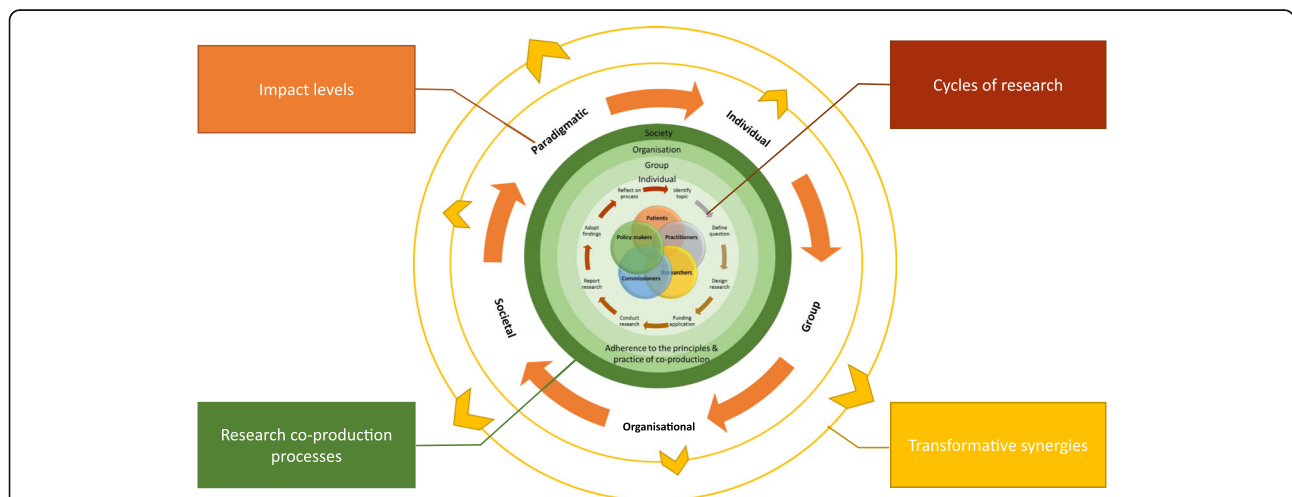 Impact levels
Cycles of research
Paradigmatic
Individual
Society
Organisation
Group
Individual
Reflect on
process
Identify
topic
Adopt
findings
Patients
Policy makers
Practitioners
Define
question
Commissioners
Researchers
Report
research
Design
research
Conduct
research
Funding
application
Societal
Group
Adherence to the principles &
practice of co-production
Organisational
Research co-production
processes
Transformative synergies